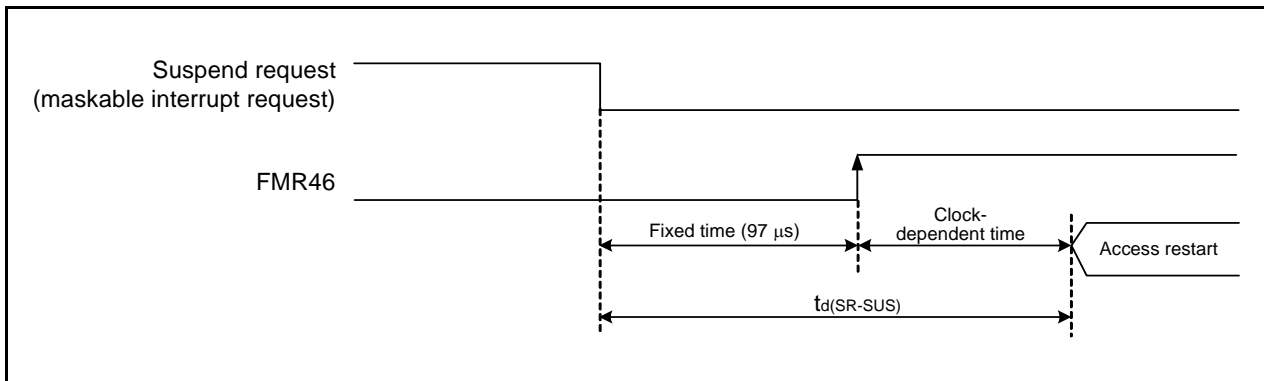 Suspend request
(maskable interrupt request)
FMR46
Fixed time (97 μs)
Clock-
dependent time
Access restart
td(SR-SUS)